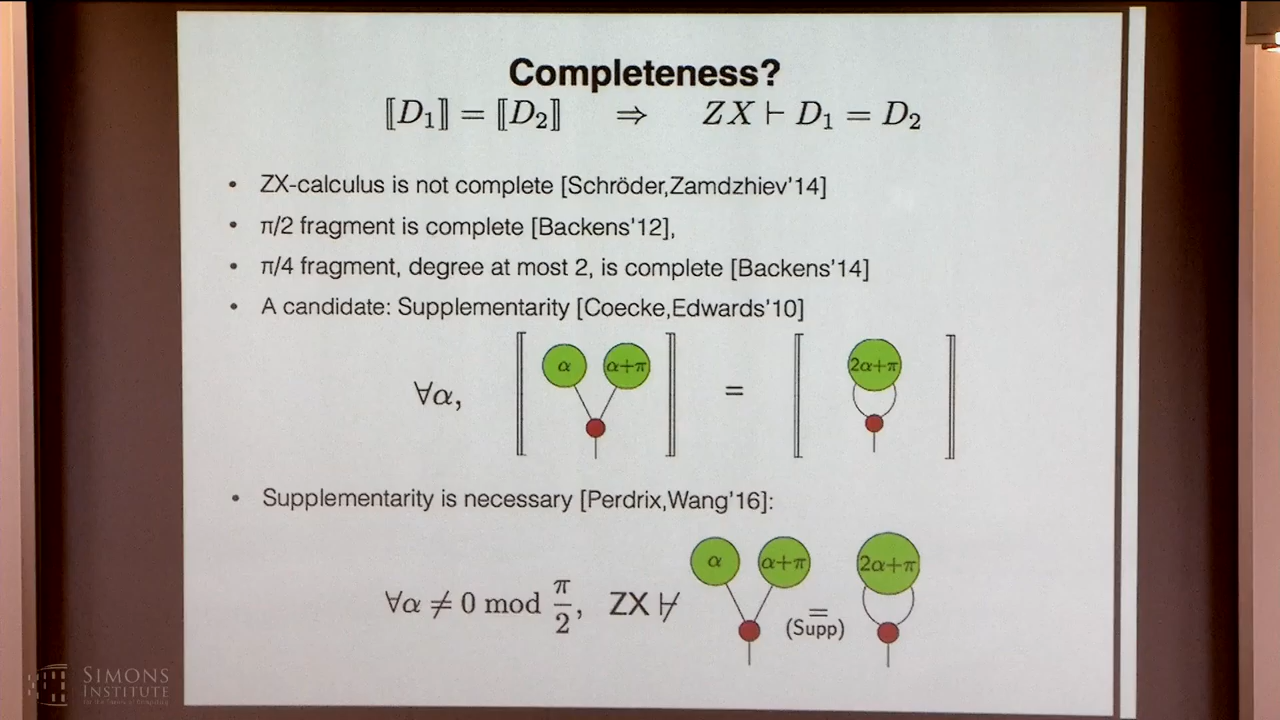 Completeness?
⟦D₁⟧ = ⟦D₂⟧ ⇒ ZX ⊢ D₁ = D₂
• ZX-calculus is not complete [Schröder,Zamdzhiev'14]
• π/2 fragment is complete [Backens'12],
• π/4 fragment, degree at most 2, is complete [Backens'14]
• A candidate: Supplementarity [Coecke,Edwards'10]
∀α, ⟦ α α+π ⟧ = ⟦ 2α+π ⟧
• Supplementarity is necessary [Perdrix,Wang'16]:
∀α ≠ 0 mod π/2, ZX ⊬ α α+π = (Supp) 2α+π
SIMONS
INSTITUTE